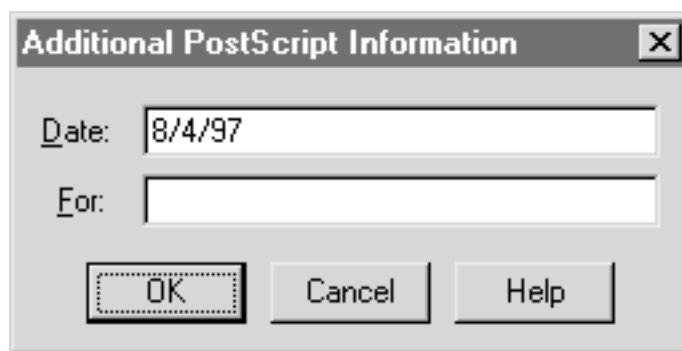 Additional PostScript Information
Date: 8/4/97
For:
OK Cancel Help